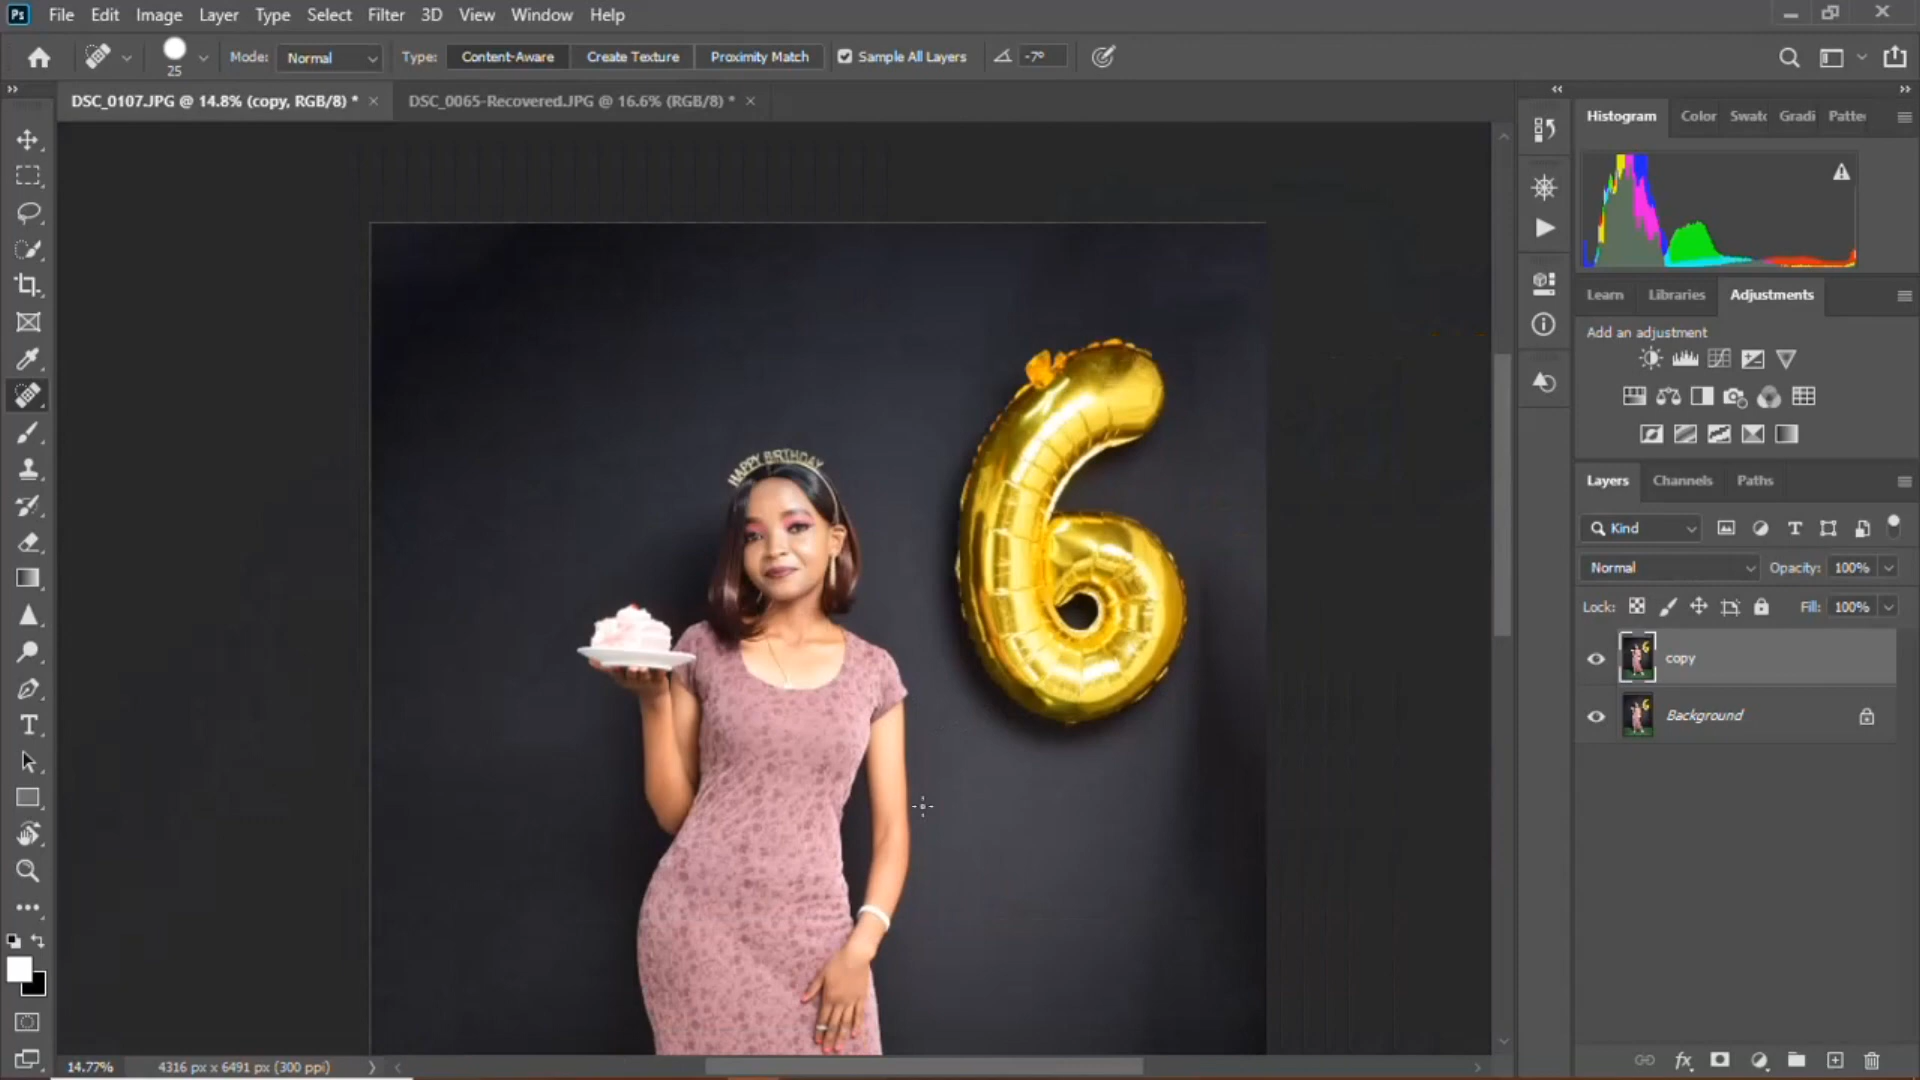 Ps File Edit Image Layer Type Select Filter 3D View Window Help
25 Mode: Normal Type: Content-Aware Create Texture Proximity Match Sample All Layers -7°
DSC_0107.JPG @ 14.8% (copy, RGB/8) * × DSC_0065-Recovered.JPG @ 16.6% (RGB/8) * ×
Histogram Color Swatc Gradi Patte
Learn Libraries Adjustments
Add an adjustment
HAPPY BIRTHDAY
6
Layers Channels Paths
Kind
Normal Opacity: 100%
Lock: Fill: 100%
copy
Background
14.77% 4316 px x 6491 px (300 ppi)